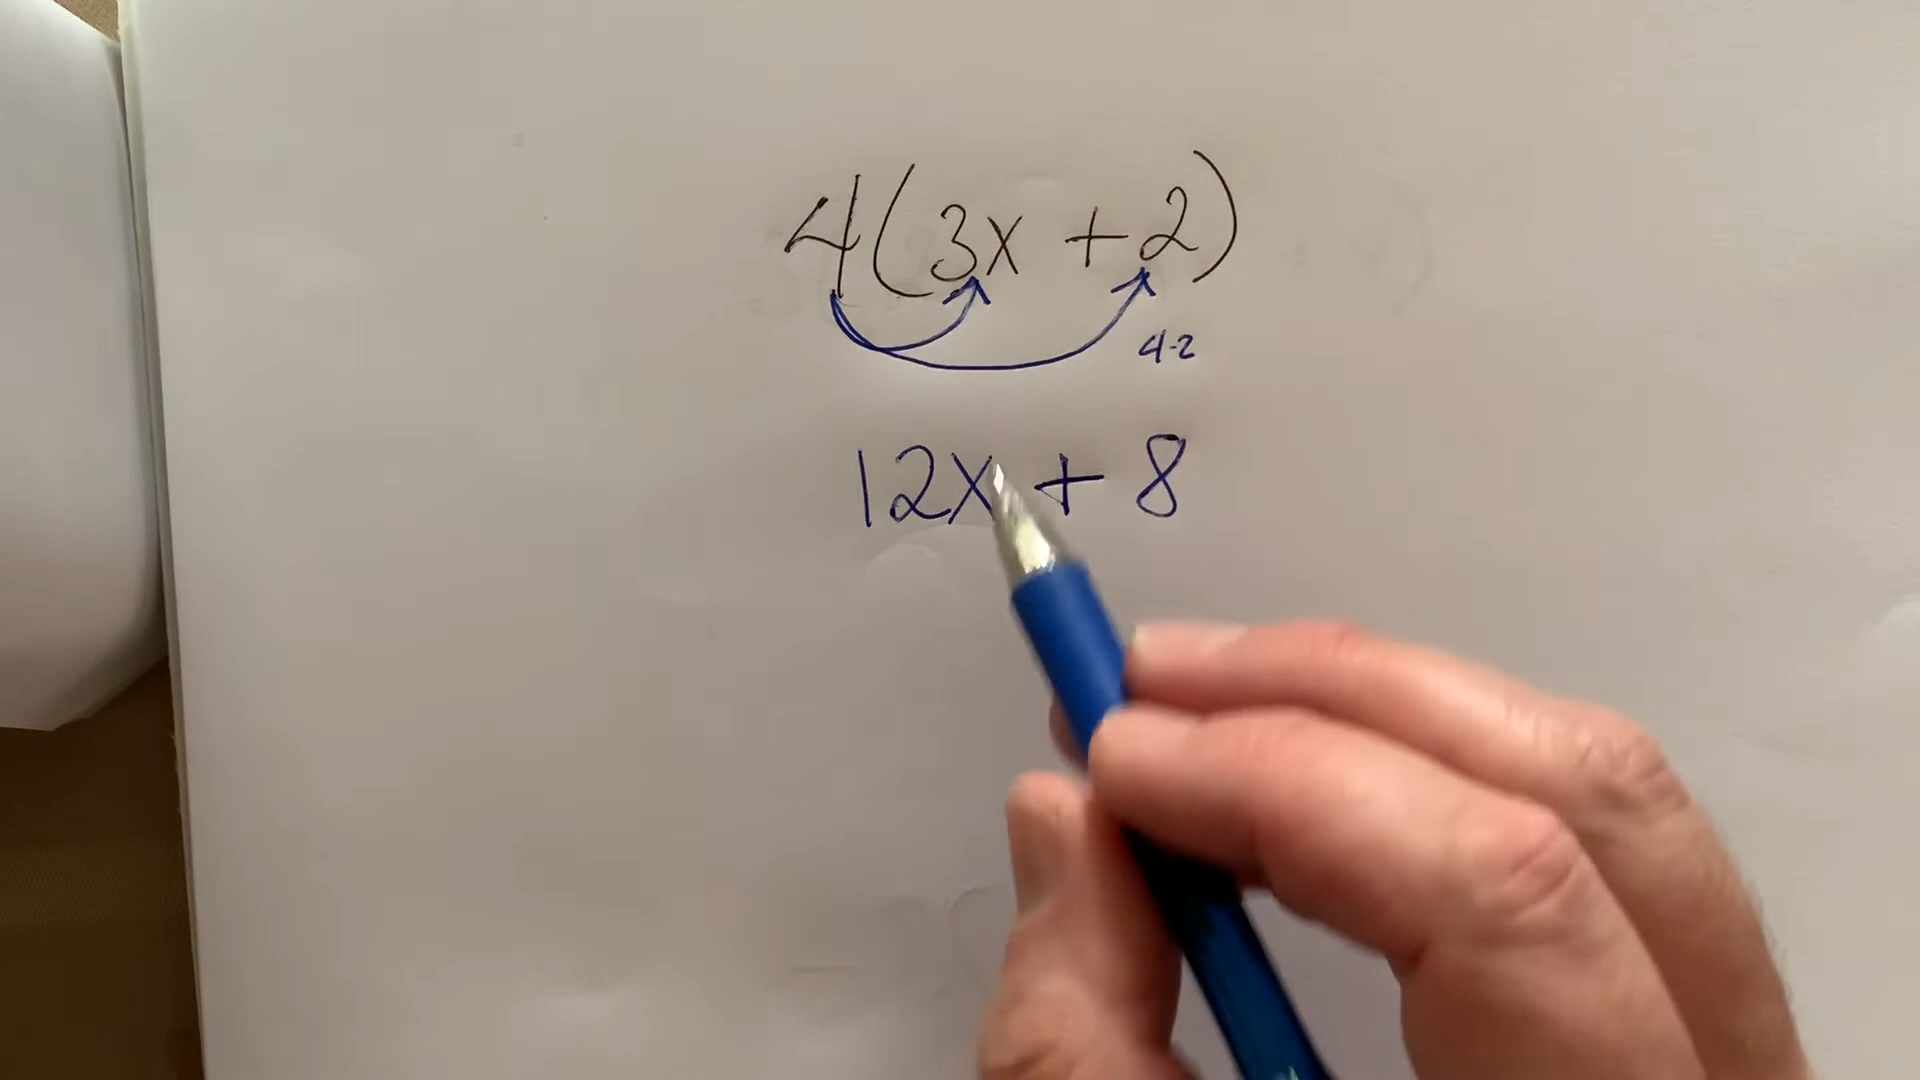 4(3x + 2)
4·2
12x + 8